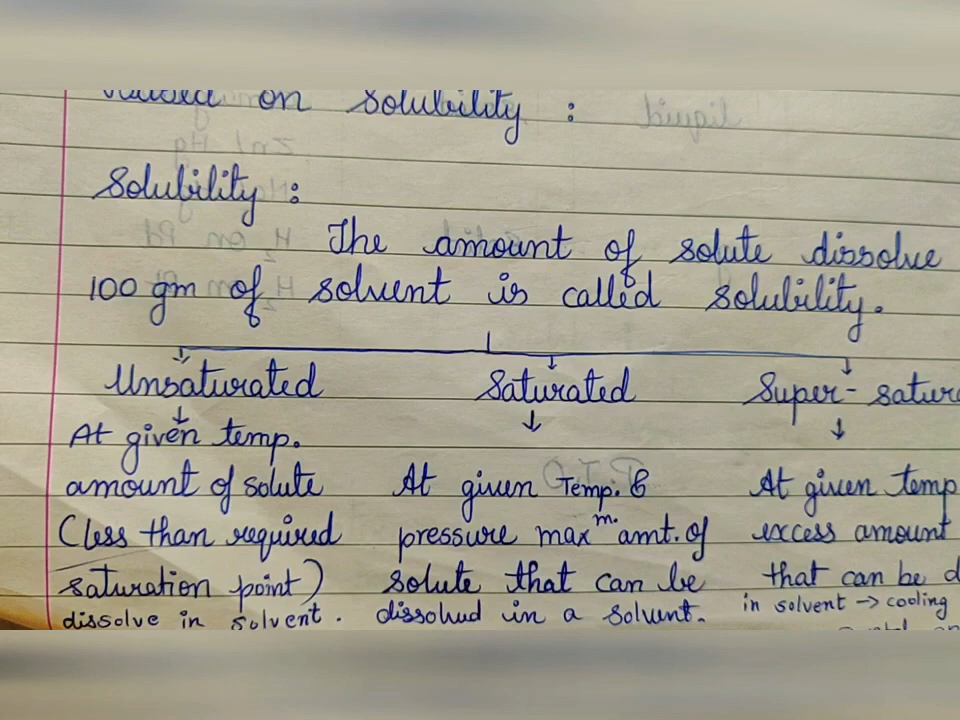 on Solubility :
Solubility :
The amount of solute dissolve
100 gm of solvent is called solubility.
Unsaturated Saturated Super-satur
At given temp.
amount of solute At given Temp. & At given temp
(less than required pressure max^m. amt. of excess amount
saturation point) solute that can be that can be d
dissolve in solvent. dissolved in a solvent. in solvent → cooling